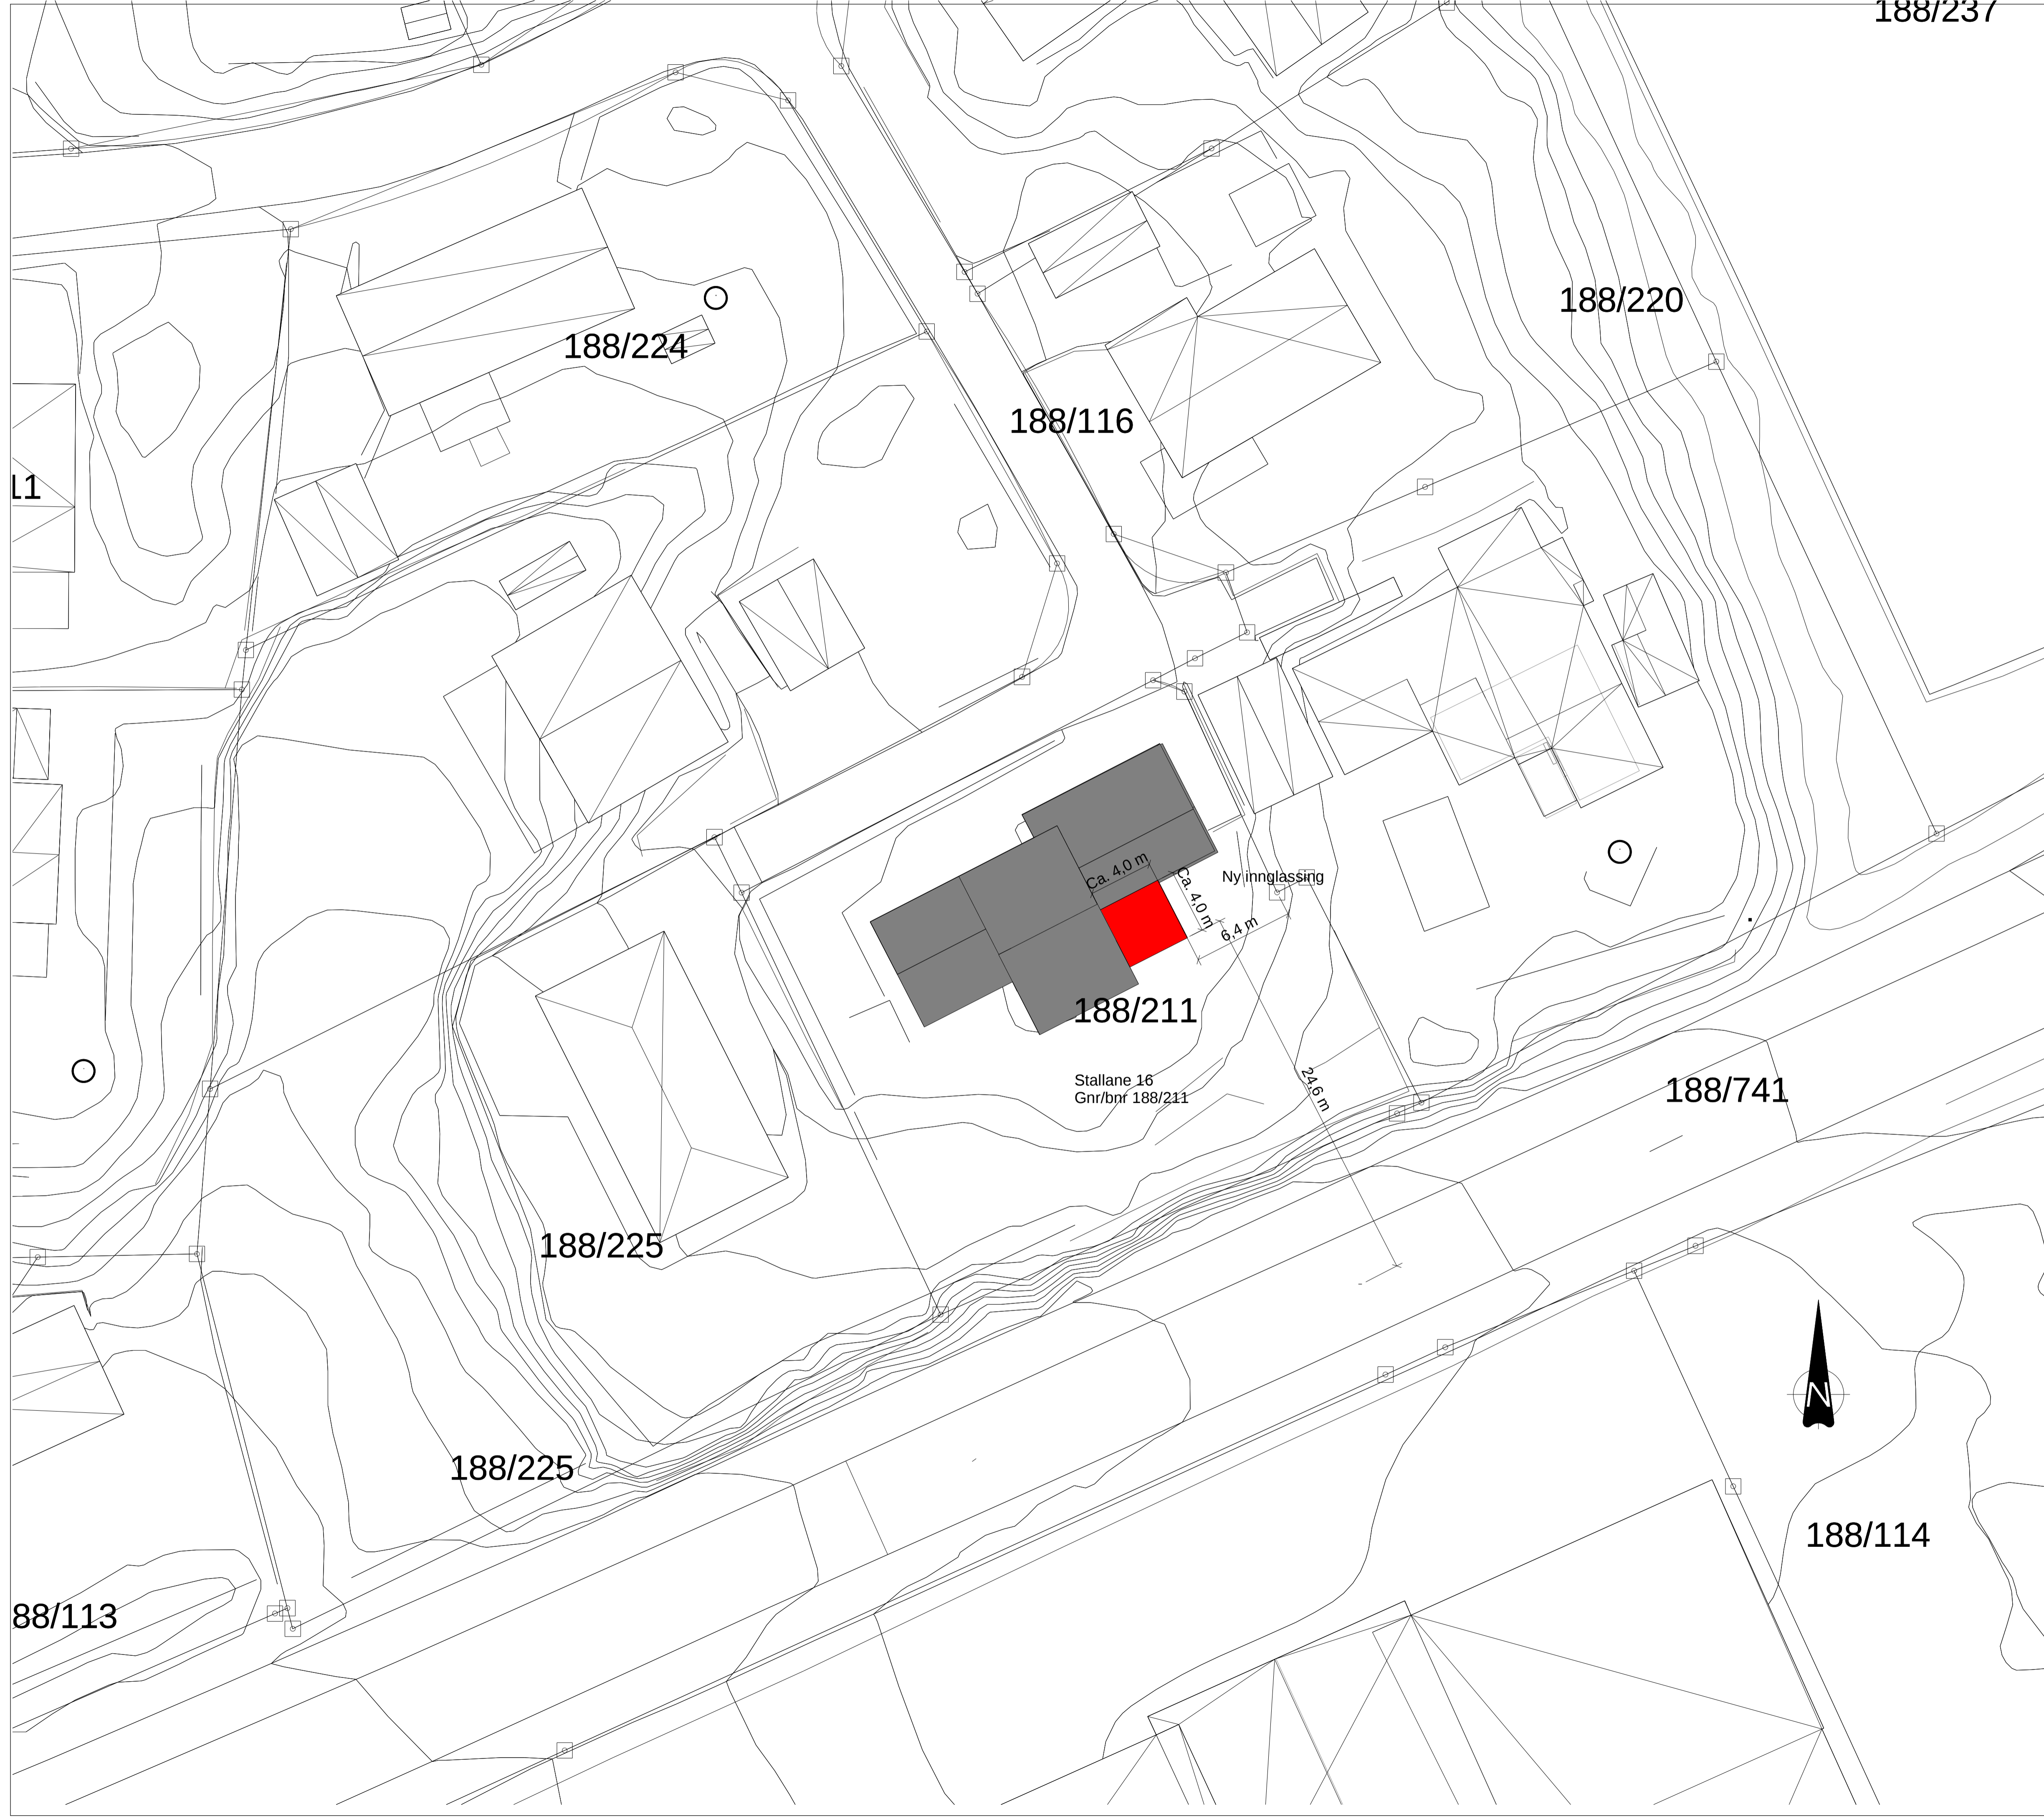 188/237
188/220
188/224
188/116
11
Ca. 4,0 m
Ca. 4,0 m
Ny innglassing
6,4 m
188/211
Stallane 16
Gnr/bnr 188/211
24,6 m
188/741
188/225
N
188/225
188/114
88/113